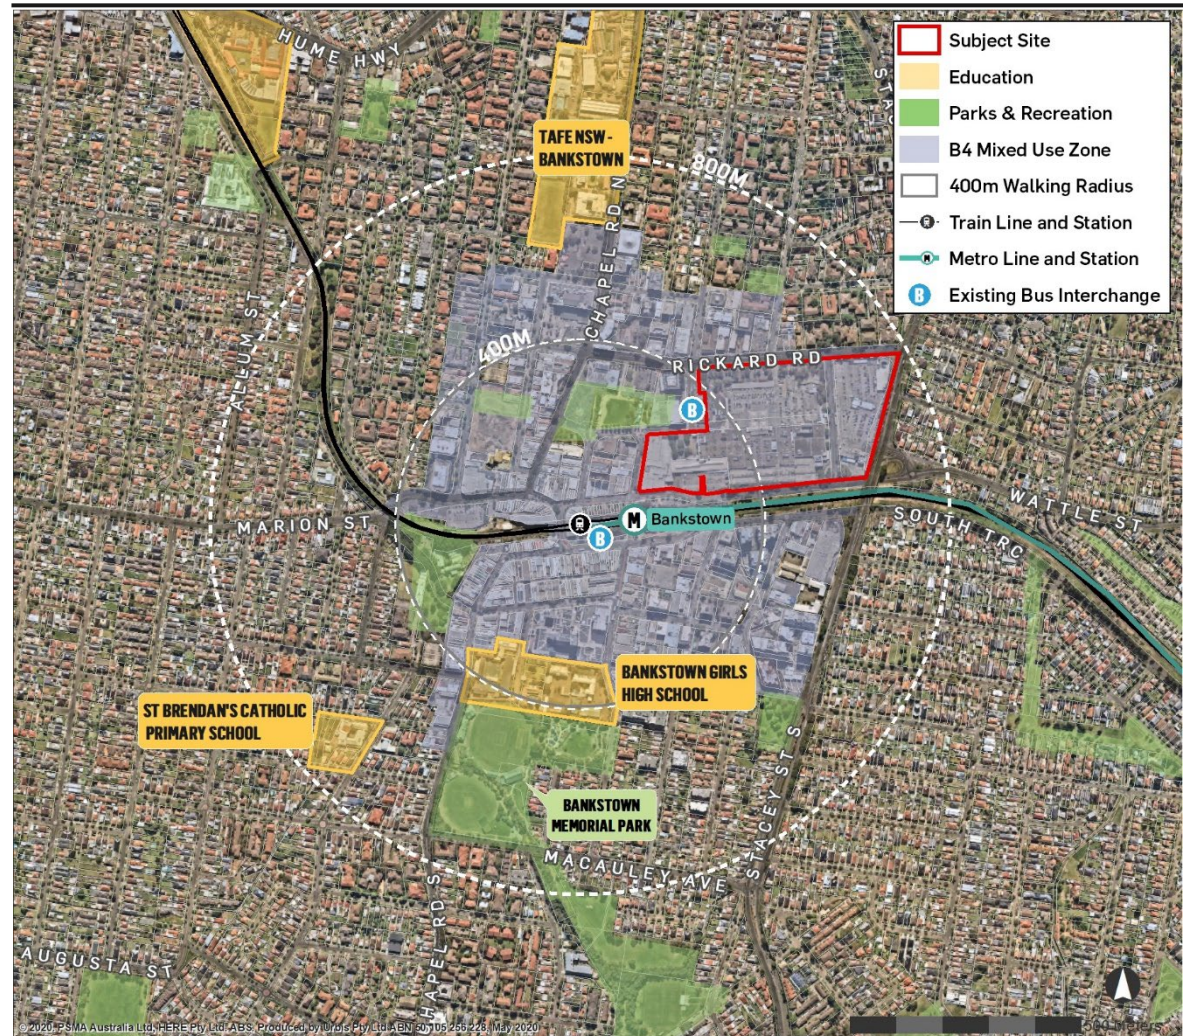 HUME HWY
Subject Site
Education
Parks & Recreation
B4 Mixed Use Zone
400m Walking Radius
Train Line and Station
M
Metro Line and Station
B
Existing Bus Interchange
TAFE NSW -
BANKSTOWN
800M
CHAPEL RD N
ALLUM ST
400M
RICKARD RD
B
MARION ST
M Bankstown
B
WATTLE ST
SOUTH TRC
BANKSTOWN GIRLS
HIGH SCHOOL
ST BRENDAN'S CATHOLIC
PRIMARY SCHOOL
BANKSTOWN
MEMORIAL PARK
STACEY ST S
MACAULEY AVE
CHAPEL RD S
AUGUSTA ST
© 2020. PSMA Australia Ltd, HERE Pty Ltd. ABS. Produced by Urbis Pty Ltd ABN 50 105 256 228, May 2020